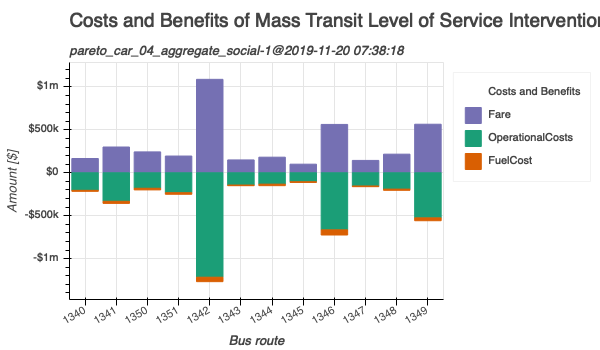 Costs and Benefits of Mass Transit Level of Service Intervention
pareto_car_04_aggregate_social-1@2019-11-20 07:38:18
Costs and Benefits
Fare
OperationalCosts
FuelCost
Amount [$]
$1m
$500k
$0
-$500k
-$1m
1340 1341 1350 1351 1342 1343 1344 1345 1346 1347 1348 1349
Bus route